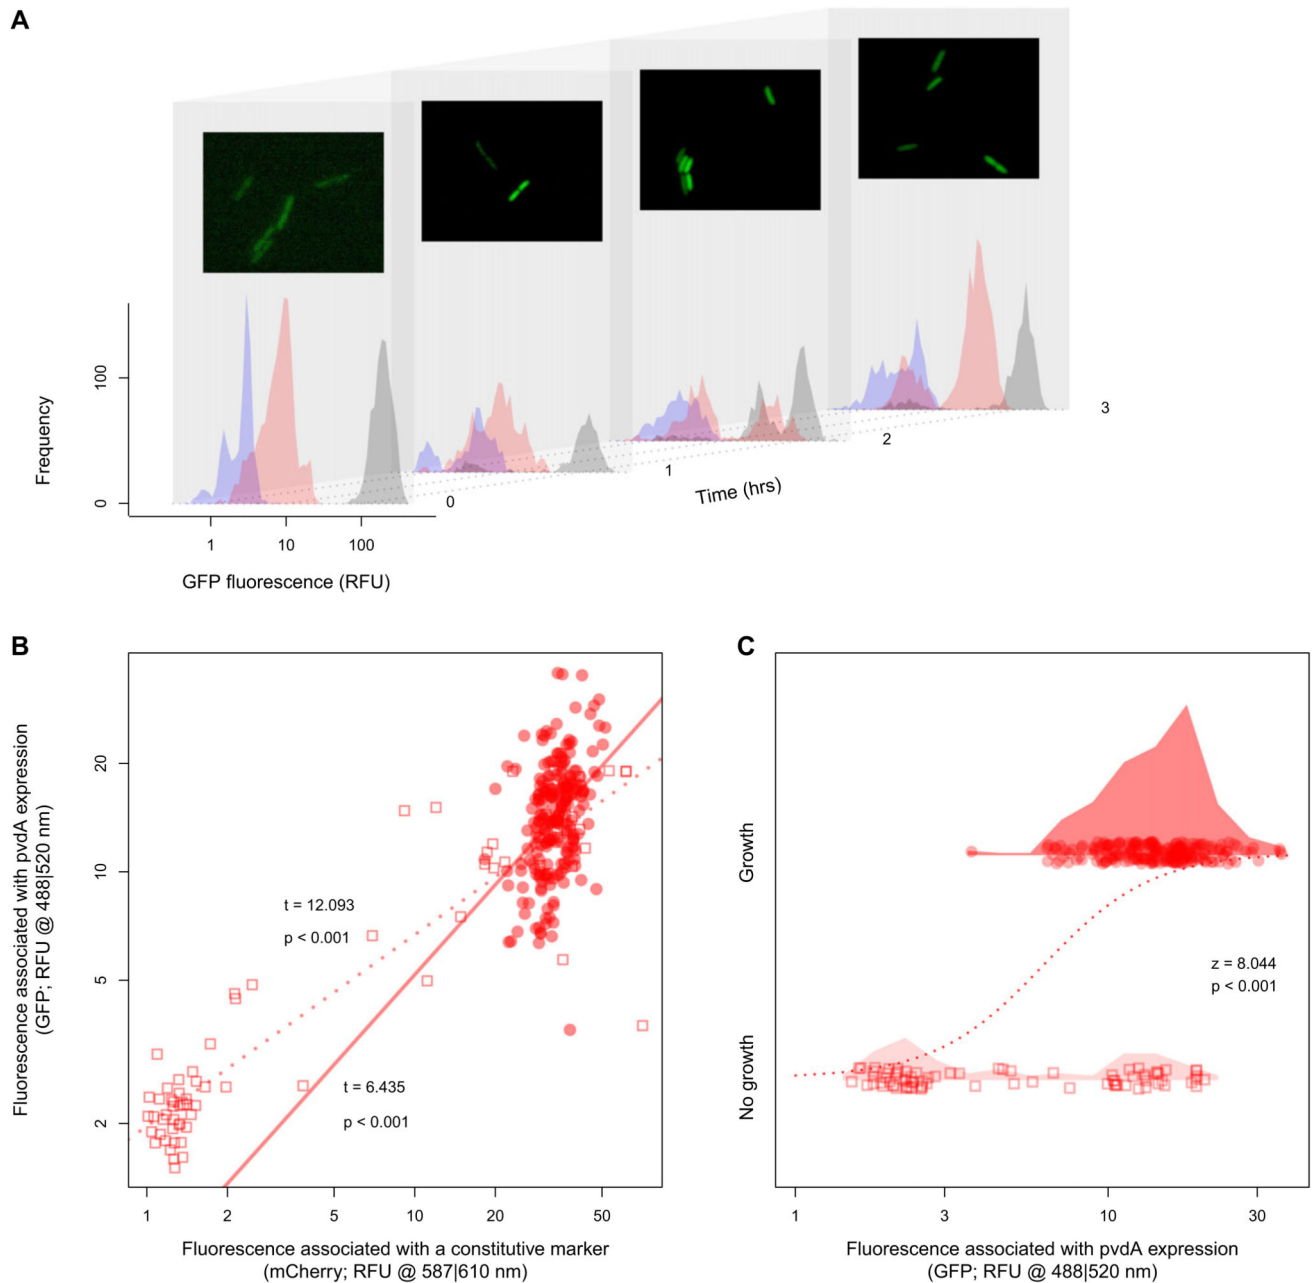 A
Frequency
100
0
1
10
100
GFP fluorescence (RFU)
0
1
2
3
Time (hrs)
B
Fluorescence associated with pvdA expression
(GFP; RFU @ 488|520 nm)
20
10
5
2
t = 12.093
p < 0.001
t = 6.435
p < 0.001
1
2
5
10
20
50
Fluorescence associated with a constitutive marker
(mCherry; RFU @ 587|610 nm)
C
Growth
No growth
z = 8.044
p < 0.001
1
3
10
30
Fluorescence associated with pvdA expression
(GFP; RFU @ 488|520 nm)